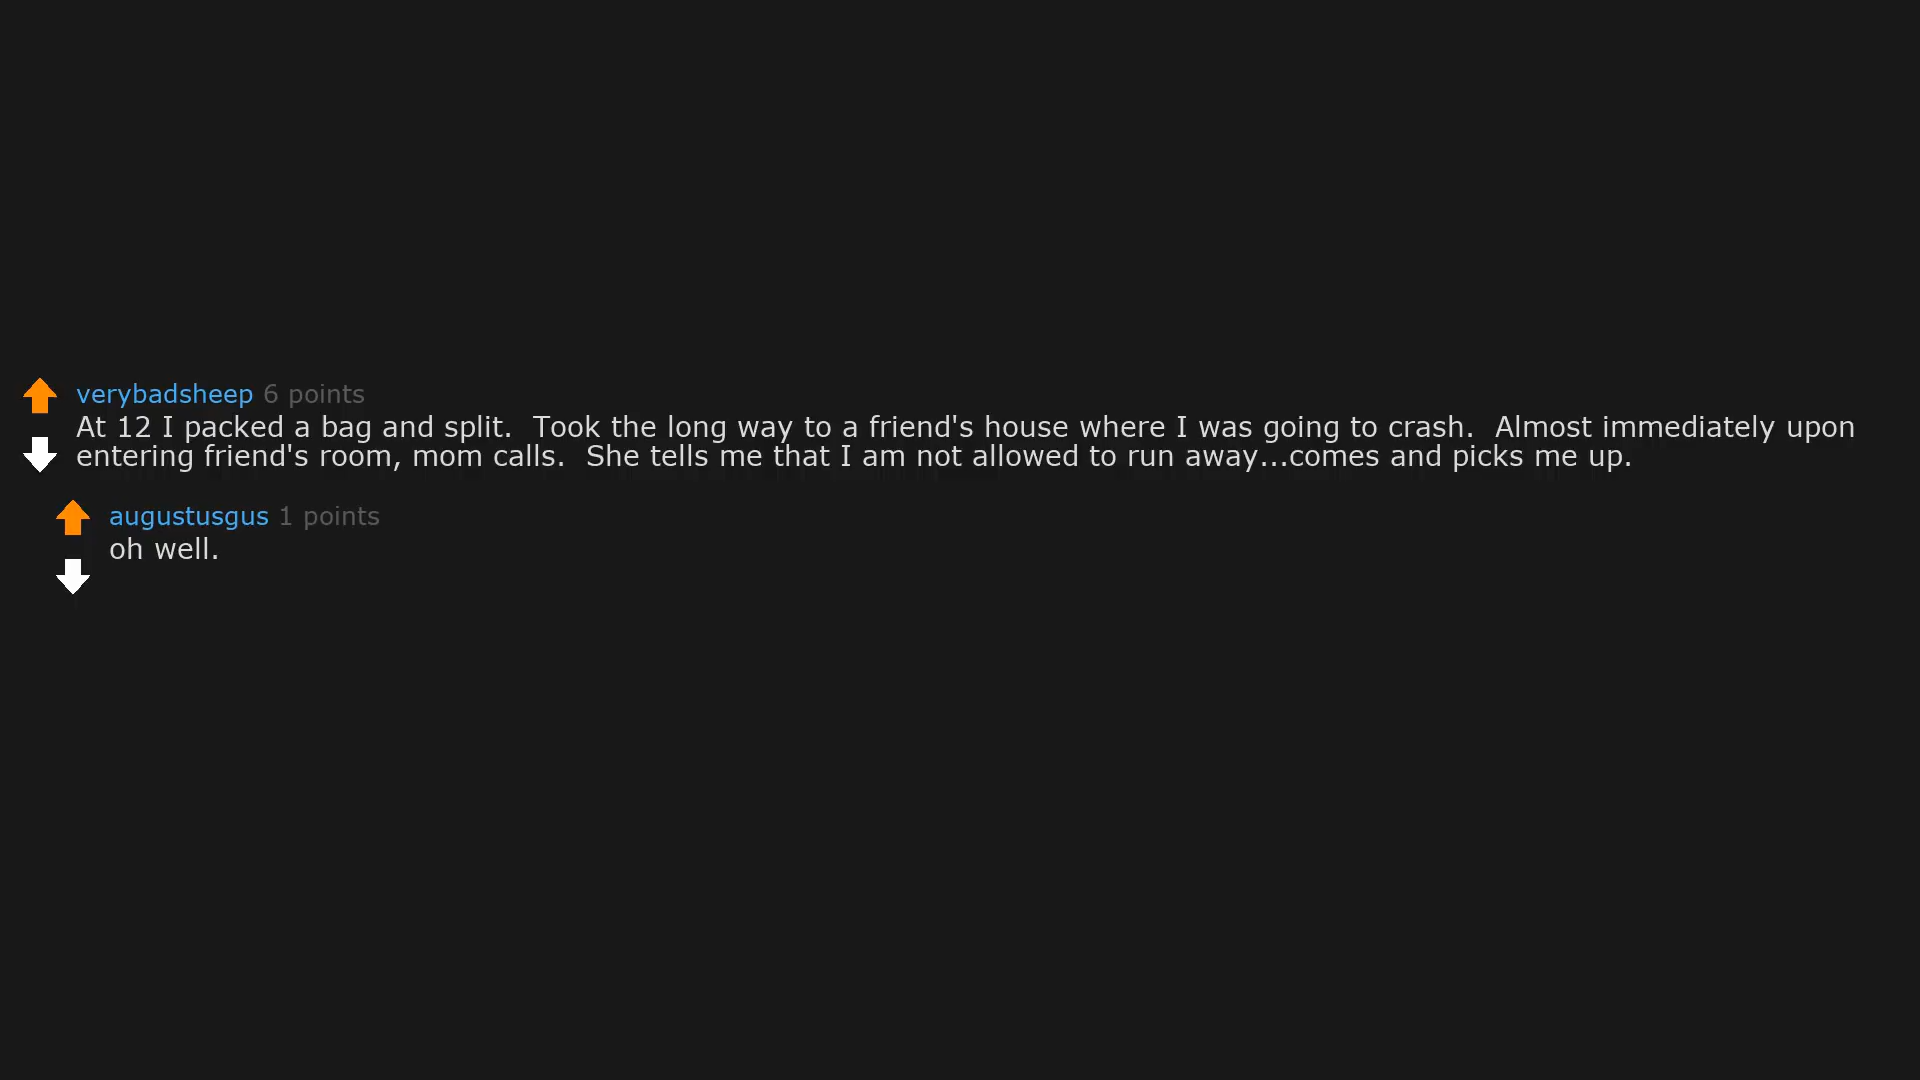 verybadsheep 6 points
At 12 I packed a bag and split.  Took the long way to a friend's house where I was going to crash.  Almost immediately upon
entering friend's room, mom calls.  She tells me that I am not allowed to run away...comes and picks me up.
augustusgus 1 points
oh well.